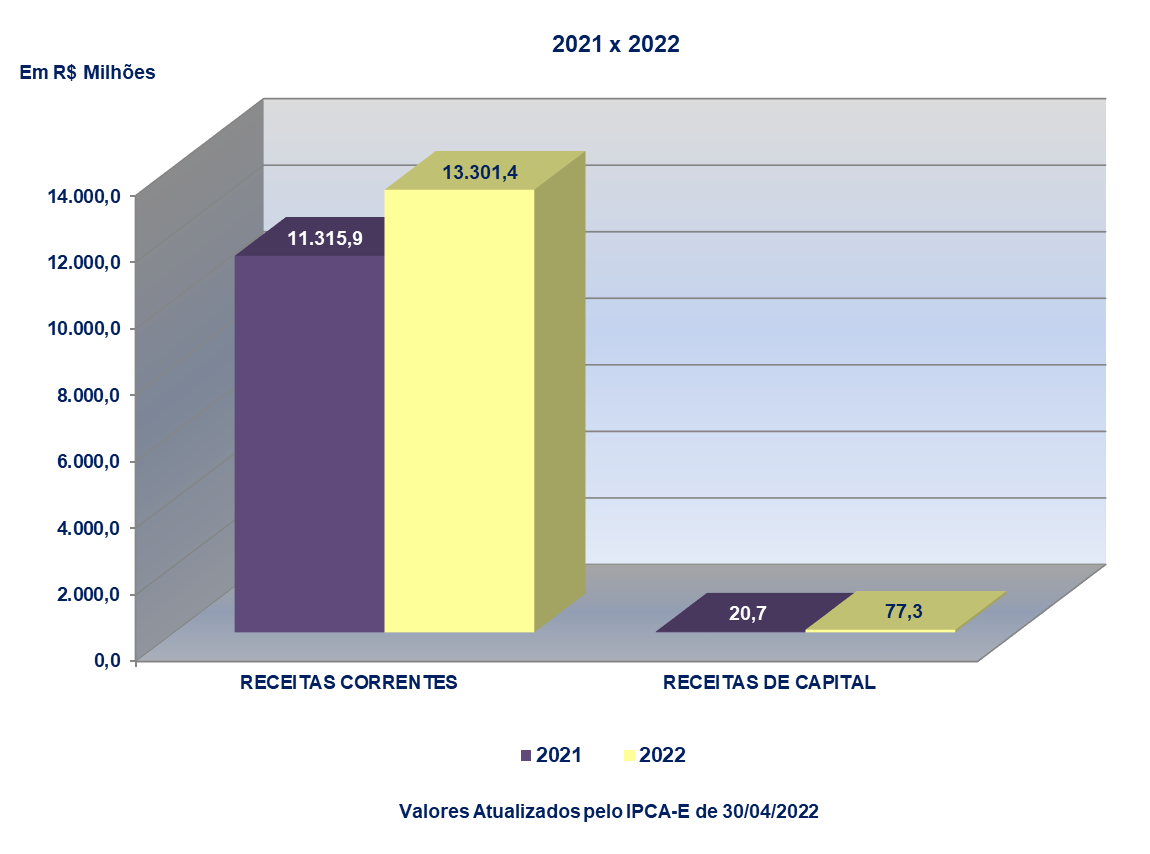 2021 x 2022
Em R$ Milhões
14.000,0
12.000,0
10.000,0
8.000,0
6.000,0
4.000,0
2.000,0
0,0
11.315,9
13.301,4
20,7
77,3
RECEITAS CORRENTES
RECEITAS DE CAPITAL
2021
2022
Valores Atualizados pelo IPCA-E de 30/04/2022